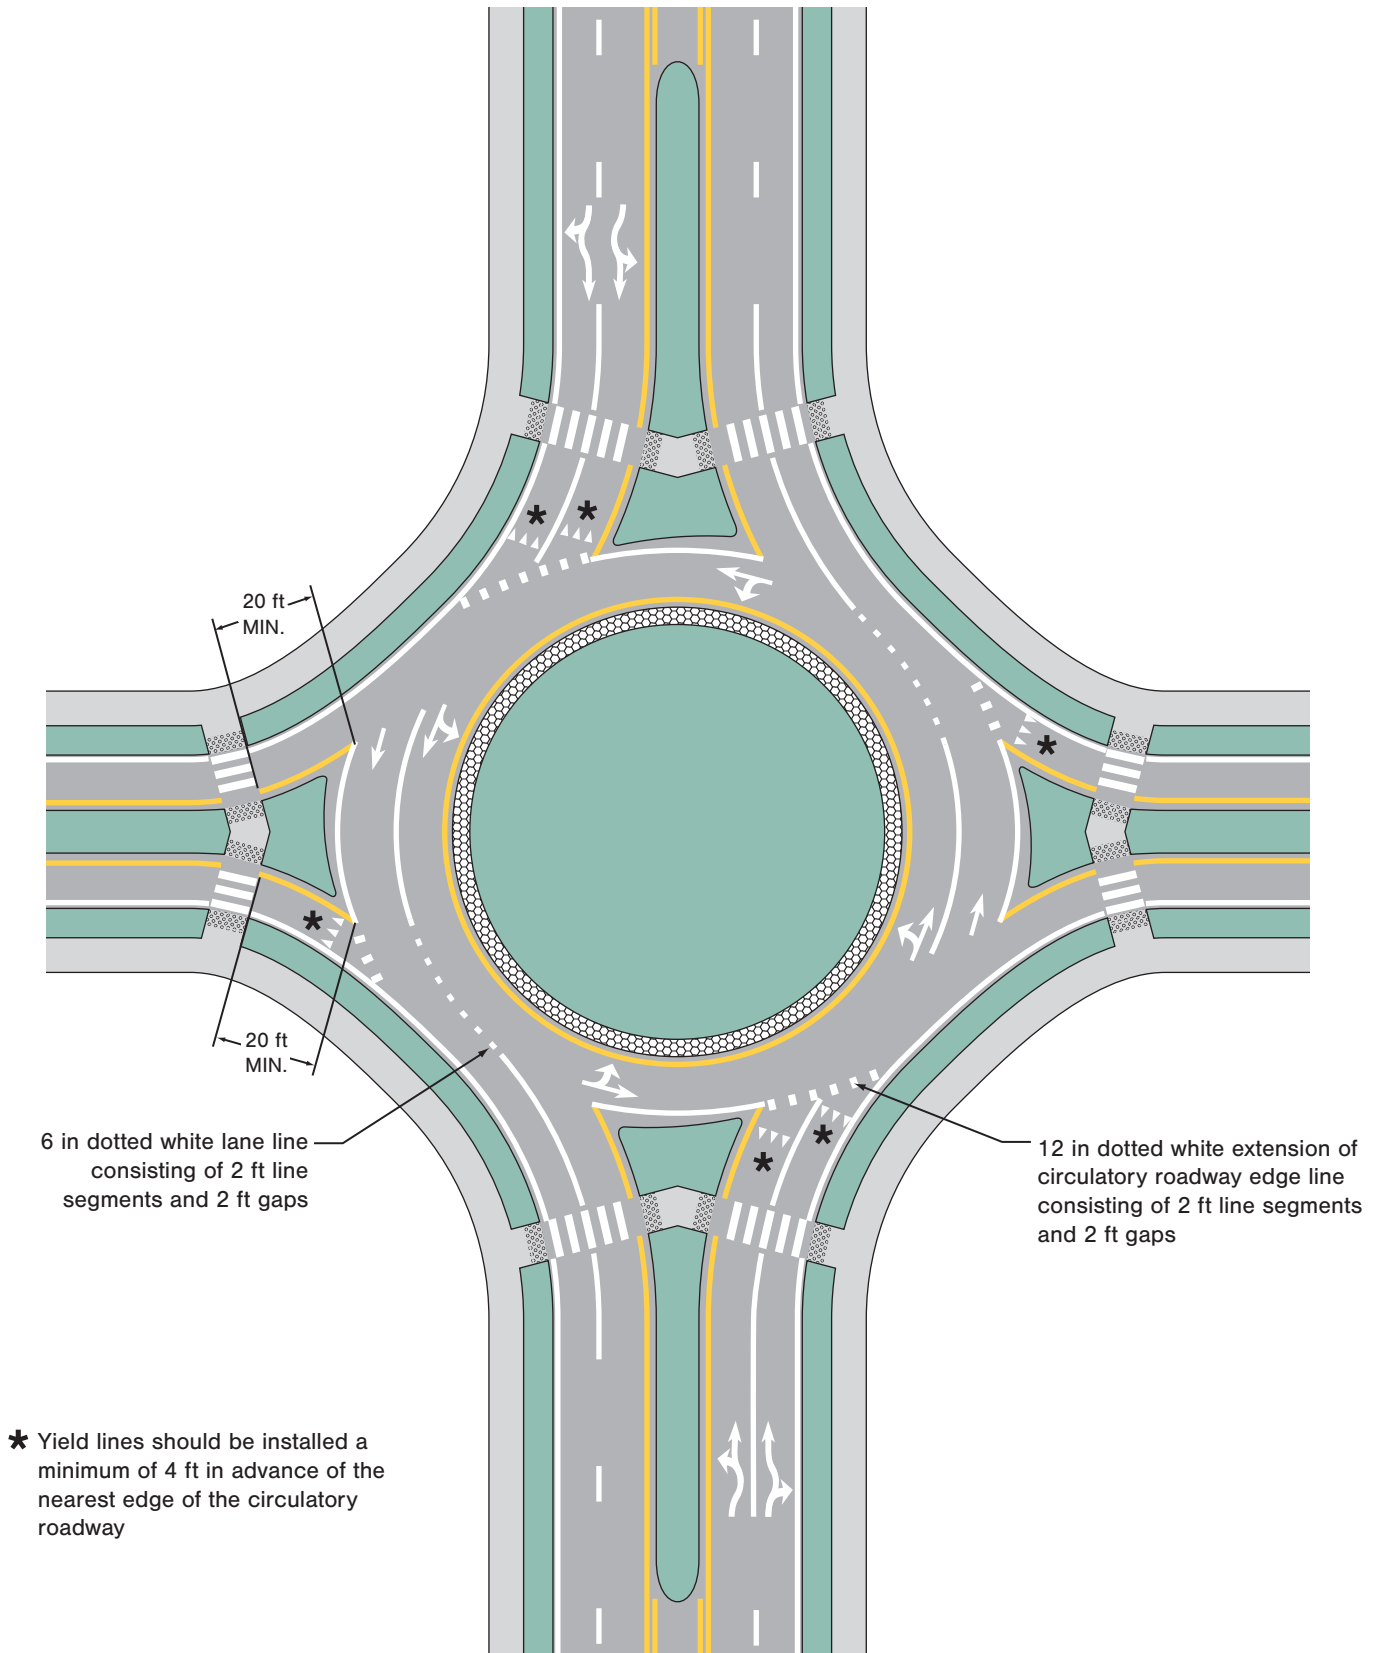 20 ft
MIN.
20 ft
MIN.
6 in dotted white lane line
consisting of 2 ft line
segments and 2 ft gaps
12 in dotted white extension of
circulatory roadway edge line
consisting of 2 ft line segments
and 2 ft gaps
* Yield lines should be installed a
minimum of 4 ft in advance of the
nearest edge of the circulatory
roadway